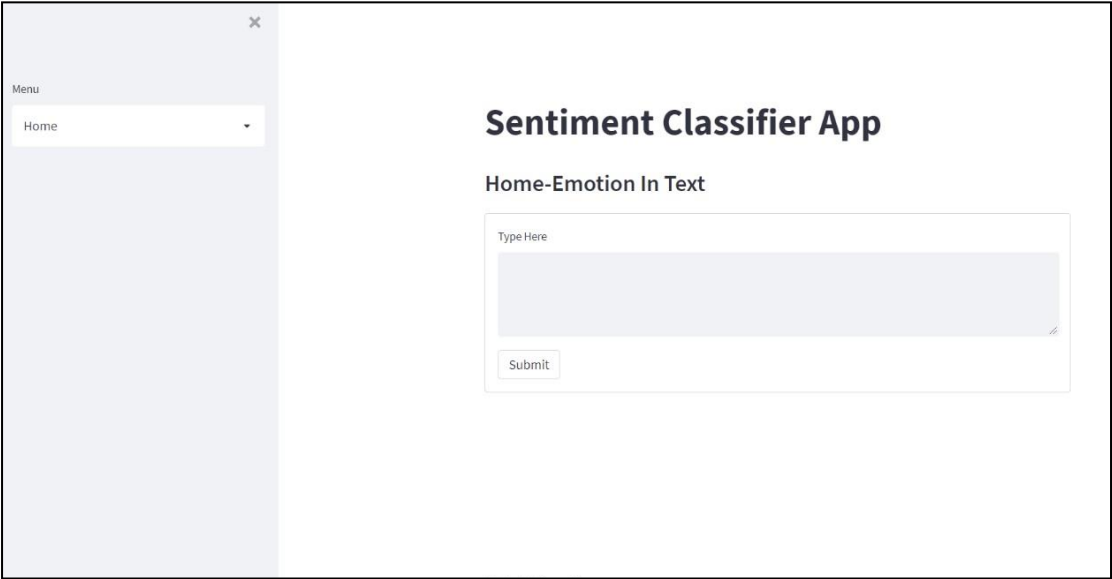 Menu
Home
Sentiment Classifier App
Home-Emotion In Text
Type Here
Submit